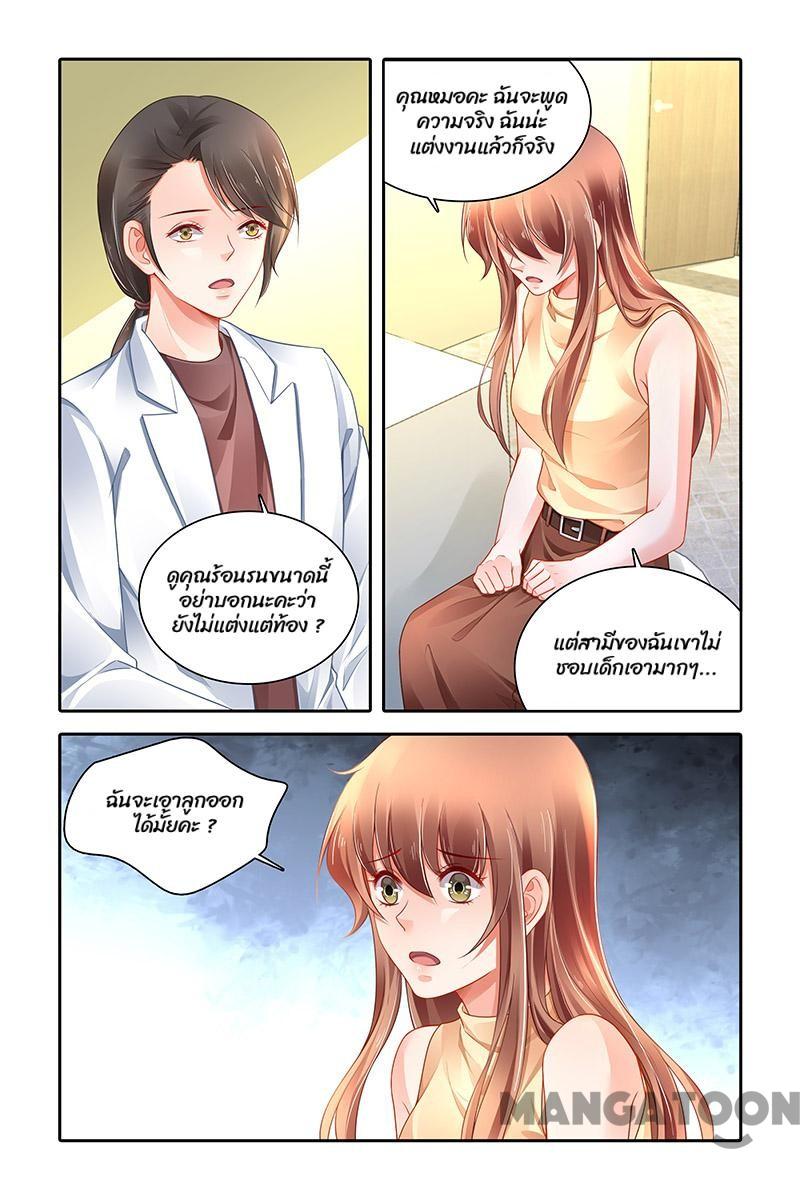 ดูคุณร้อนรนขนาดนี้
อย่าบอกนะคะว่า
ยังไม่แต่งแต่ท้อง ?
คุณหมอคะ ฉันจะพูด
ความจริง ฉันน่ะ
แต่งงานแล้วก็จริง
แต่สามีของฉันเขาไม่
ชอบเด็กเอามากๆ...
ฉันจะเอาลูกออก
ได้มั้ยคะ ?
MANGATOON